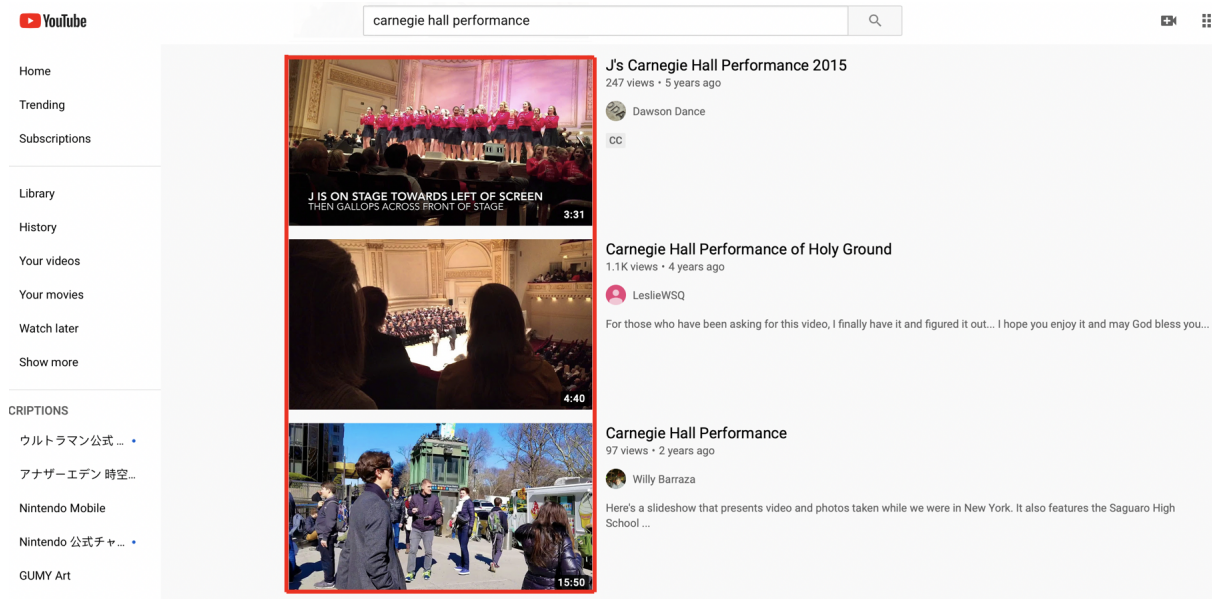 YouTube
carnegie hall performance
Home
Trending
Subscriptions
Library
History
Your videos
Your movies
Watch later
Show more
CRIPTIONS
ウルトラマン公式 ...
アナザーエデン 時空...
Nintendo Mobile
Nintendo 公式チャ...
GUMY Art
J IS ON STAGE TOWARDS LEFT OF SCREEN
THEN GALLOPS ACROSS FRONT OF STAGE
3:31
J's Carnegie Hall Performance 2015
247 views • 5 years ago
Dawson Dance
CC
4:40
Carnegie Hall Performance of Holy Ground
1.1K views • 4 years ago
LeslieWSQ
For those who have been asking for this video, I finally have it and figured it out... I hope you enjoy it and may God bless you...
15:50
Carnegie Hall Performance
97 views • 2 years ago
Willy Barraza
Here's a slideshow that presents video and photos taken while we were in New York. It also features the Saguaro High
School ...